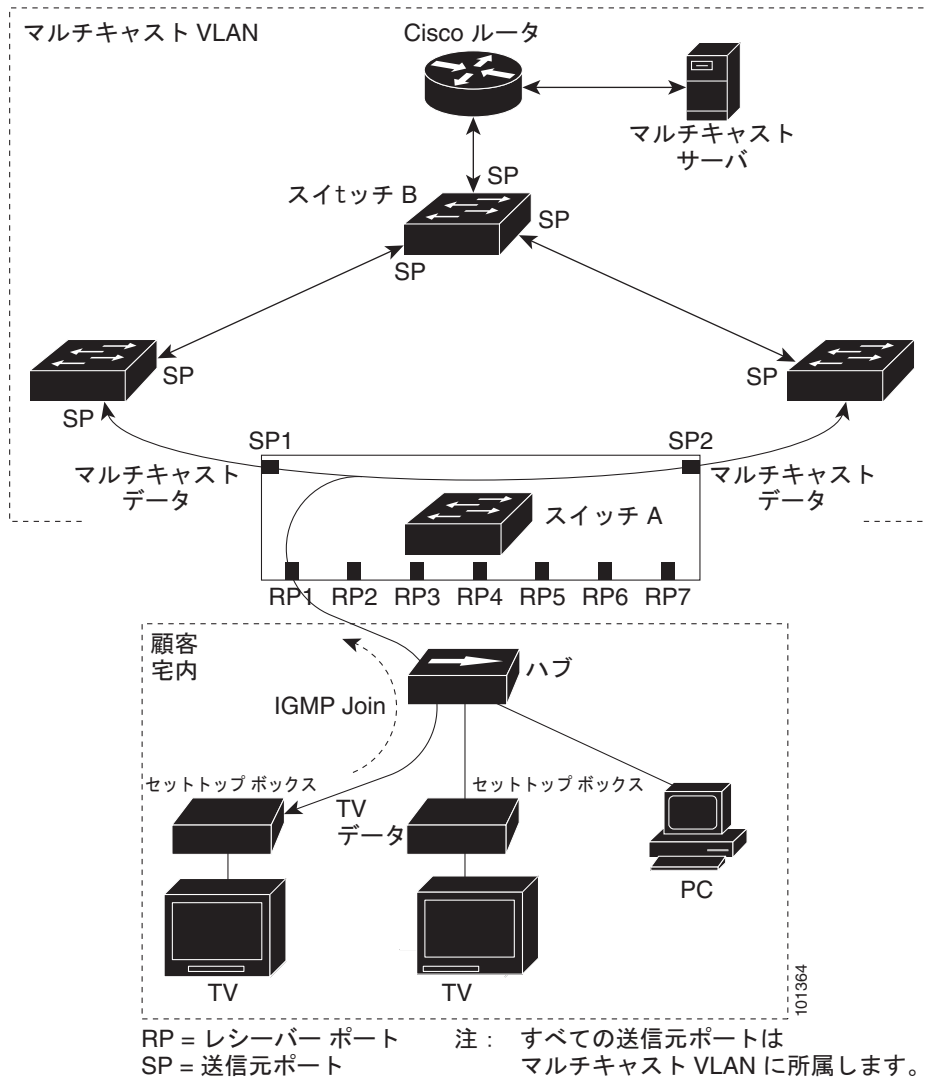 マルチキャスト VLAN
Cisco ルータ
マルチキャスト
サーバ
SP
スイtッチ B
SP
SP
SP
SP
SP
SP1
SP2
マルチキャスト
データ
マルチキャスト
データ
スイッチ A
RP1
RP2
RP3
RP4
RP5
RP6
RP7
顧客
宅内
ハブ
IGMP Join
セットトップ ボックス
セットトップ ボックス
TV
データ
PC
TV
TV
101364
RP = レシーバー ポート
SP = 送信元ポート
注 : すべての送信元ポートは
マルチキャスト VLAN に所属します。